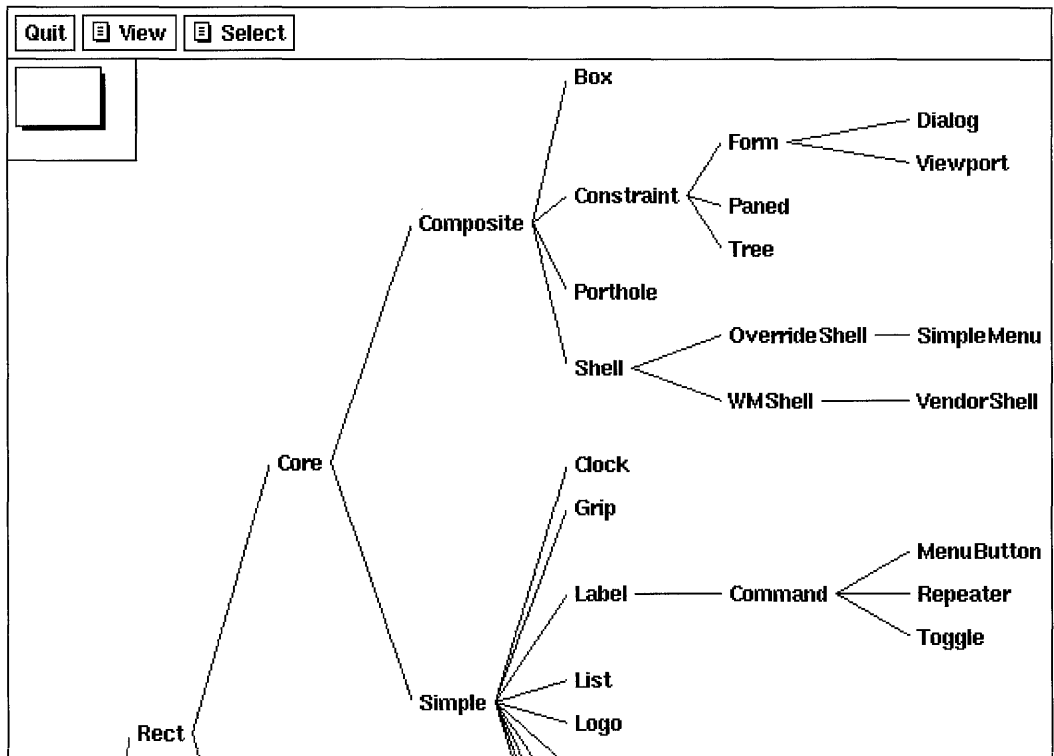 Quit View Select
Box
Dialog
Form
Viewport
Constraint
Paned
Composite
Tree
Porthole
OverrideShell SimpleMenu
Shell
WMShell VendorShell
Core Clock
Grip
MenuButton
Label Command Repeater
Toggle
List
Simple
Logo
Rect